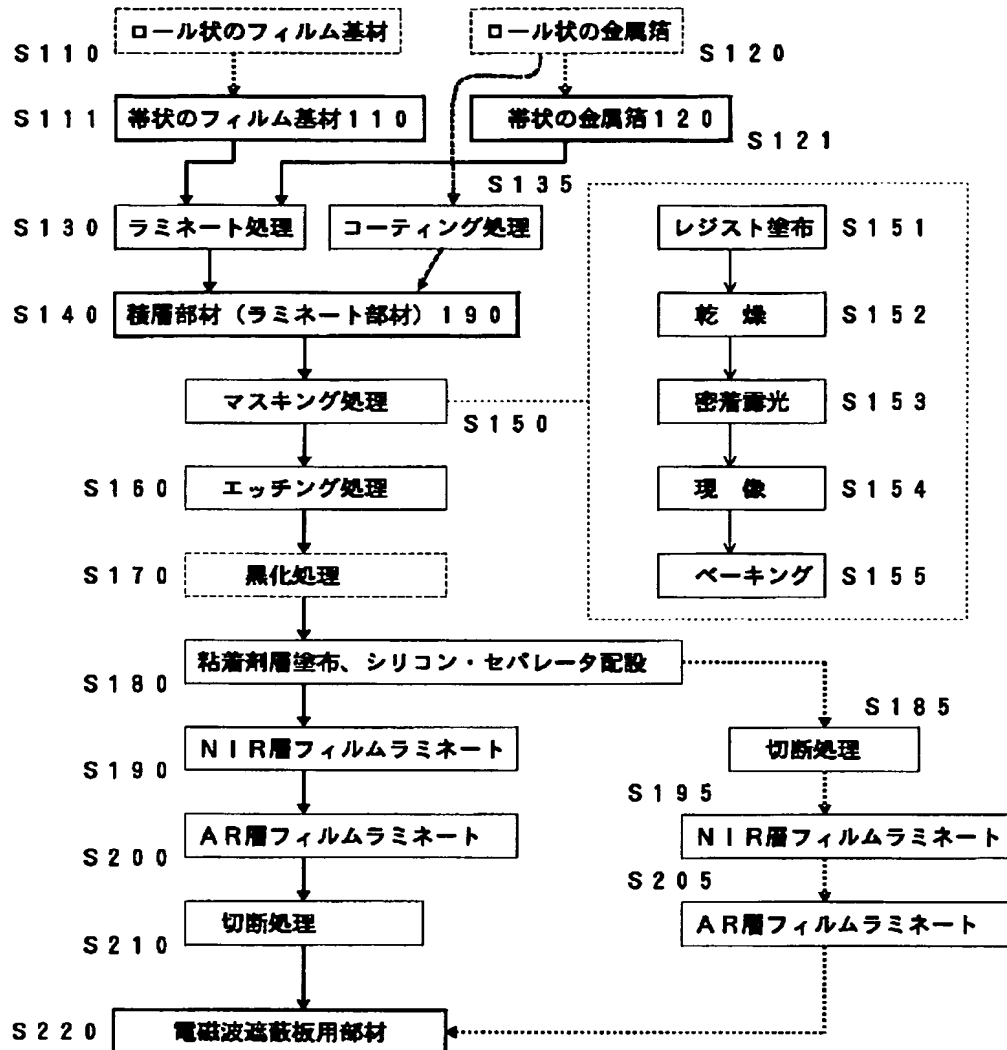 ロール状のフィルム基材
ロール状の金属箔
S110
S120
S111
帯状のフィルム基材110
帯状の金属箔120
S121
S135
S130
ラミネート処理
コーティング処理
レジスト塗布
S151
S140
積層部材（ラミネート部材）190
乾 燥
S152
マスキング処理
S150
密着露光
S153
S160
エッチング処理
現 像
S154
S170
黒化処理
ベーキング
S155
S180
粘着剤層塗布、シリコン・セパレータ配設
S185
S190
NIR層フィルムラミネート
切断処理
S195
S200
AR層フィルムラミネート
NIR層フィルムラミネート
S205
S210
切断処理
AR層フィルムラミネート
S220
電磁波遮蔽板用部材